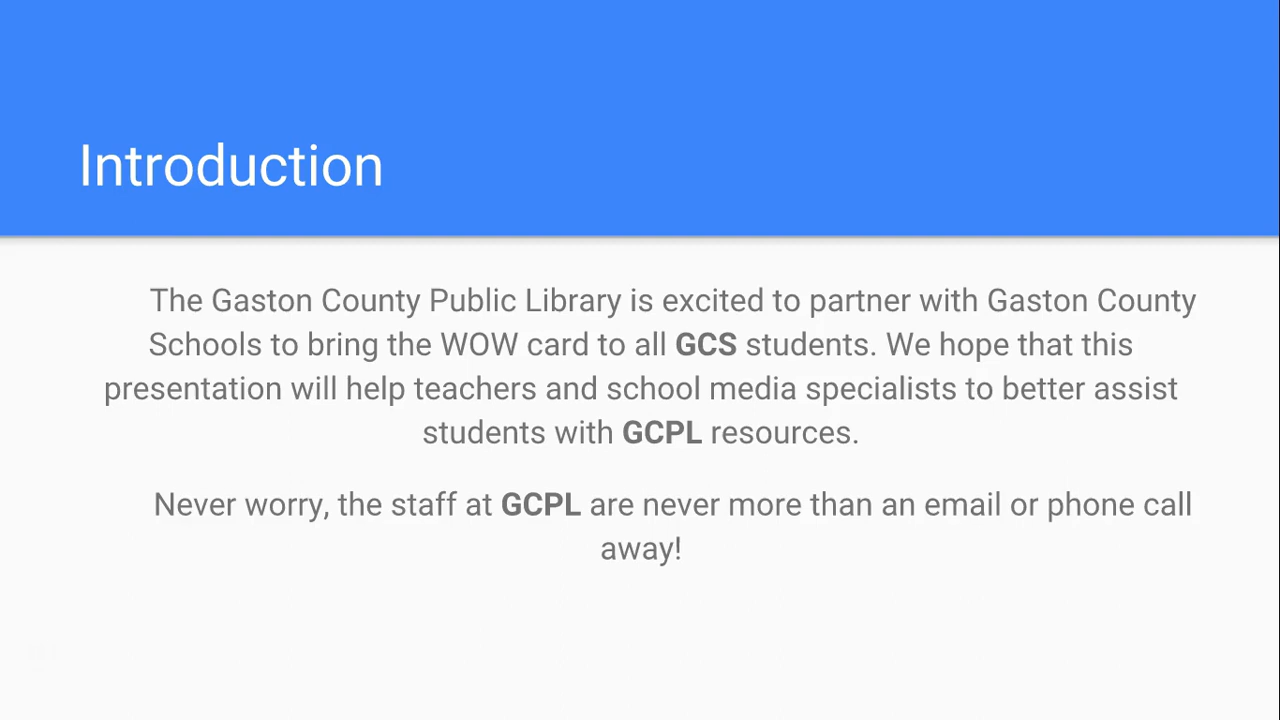 Introduction
The Gaston County Public Library is excited to partner with Gaston County
Schools to bring the WOW card to all GCS students. We hope that this
presentation will help teachers and school media specialists to better assist
students with GCPL resources.
Never worry, the staff at GCPL are never more than an email or phone call
away!